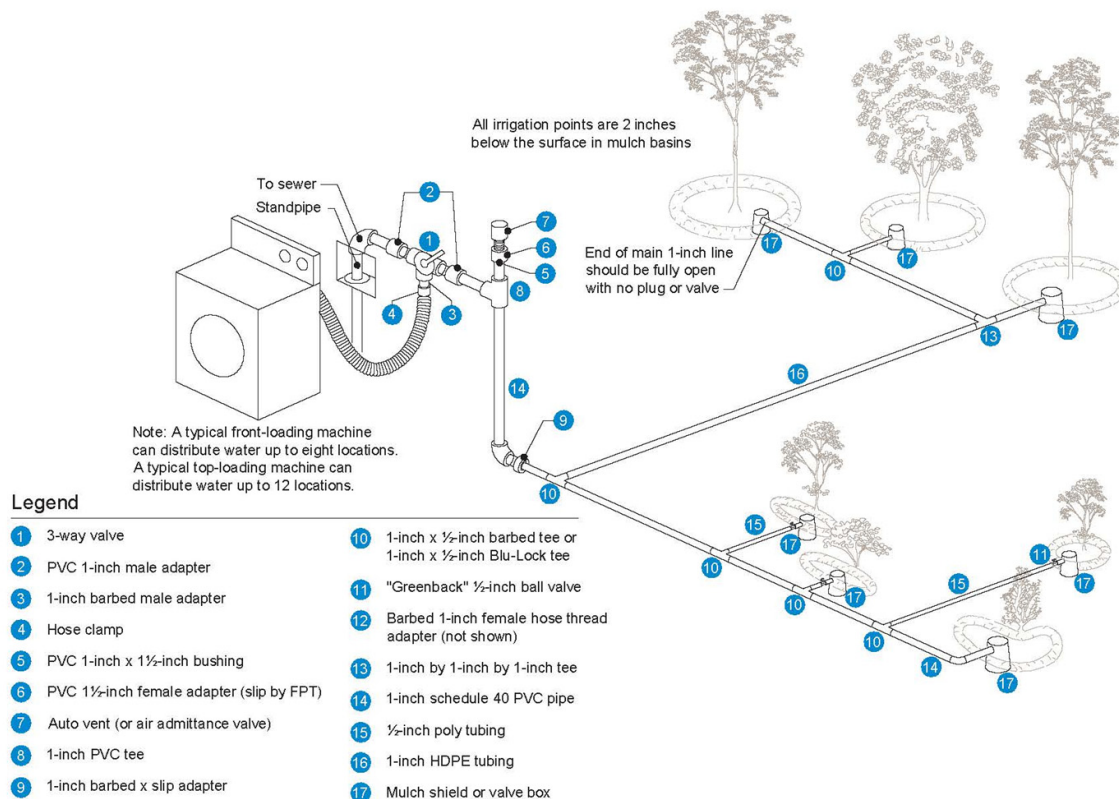 All irrigation points are 2 inches
below the surface in mulch basins
To sewer
Standpipe
2
1
7
6
5
8
4
3
14
9
End of main 1-inch line
should be fully open
with no plug or valve
17
10
17
13
17
16
Note: A typical front-loading machine
can distribute water up to eight locations.
A typical top-loading machine can
distribute water up to 12 locations.
10
15
17
10
17
10
11
15
17
10
14
17
Legend
1 3-way valve
2 PVC 1-inch male adapter
3 1-inch barbed male adapter
4 Hose clamp
5 PVC 1-inch x 1½-inch bushing
6 PVC 1½-inch female adapter (slip by FPT)
7 Auto vent (or air admittance valve)
8 1-inch PVC tee
9 1-inch barbed x slip adapter
10 1-inch x ½-inch barbed tee or
1-inch x ½-inch Blu-Lock tee
11 "Greenback" ½-inch ball valve
12 Barbed 1-inch female hose thread
adapter (not shown)
13 1-inch by 1-inch by 1-inch tee
14 1-inch schedule 40 PVC pipe
15 ½-inch poly tubing
16 1-inch HDPE tubing
17 Mulch shield or valve box